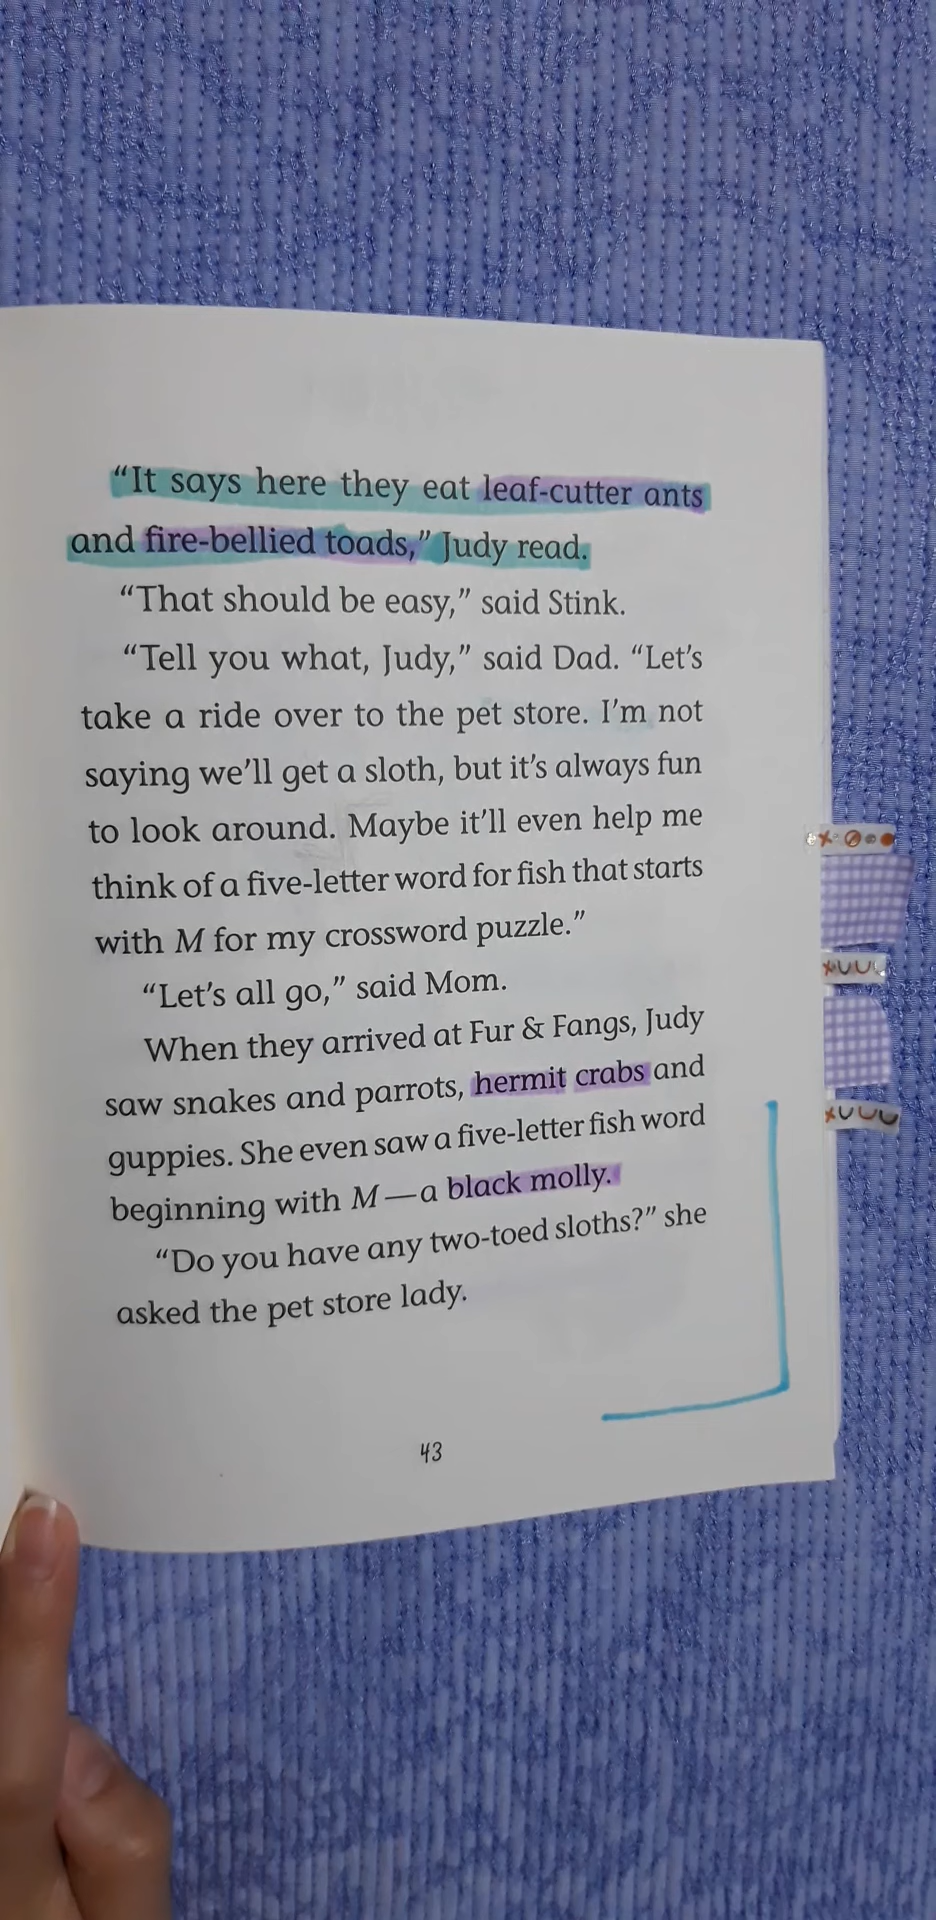 “It says here they eat leaf-cutter ants
and fire-bellied toads,” Judy read.
“That should be easy,” said Stink.
“Tell you what, Judy,” said Dad. “Let’s
take a ride over to the pet store. I’m not
saying we’ll get a sloth, but it’s always fun
to look around. Maybe it’ll even help me
think of a five-letter word for fish that starts
with M for my crossword puzzle.”
“Let’s all go,” said Mom.
When they arrived at Fur & Fangs, Judy
saw snakes and parrots, hermit crabs and
guppies. She even saw a five-letter fish word
beginning with M—a black molly.
“Do you have any two-toed sloths?” she
asked the pet store lady.
43